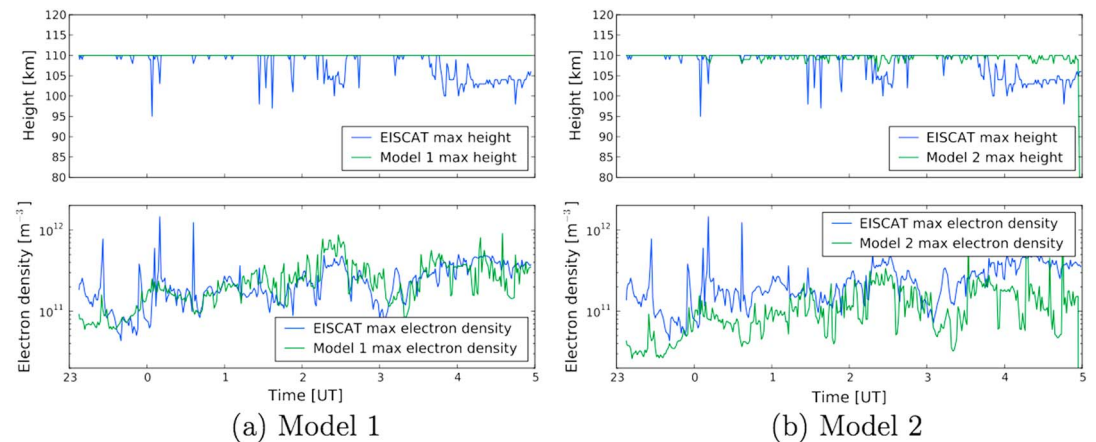 120
115
110
105
100
95
90
85
80
Height [km]
EISCAT max height
Model 1 max height
10¹²
10¹¹
Electron density [m⁻³]
EISCAT max electron density
Model 1 max electron density
23 0 1 2 3 4 5
Time [UT]
(a) Model 1
120
115
110
105
100
95
90
85
80
Height [km]
EISCAT max height
Model 2 max height
10¹²
10¹¹
Electron density [m⁻³]
EISCAT max electron density
Model 2 max electron density
23 0 1 2 3 4 5
Time [UT]
(b) Model 2